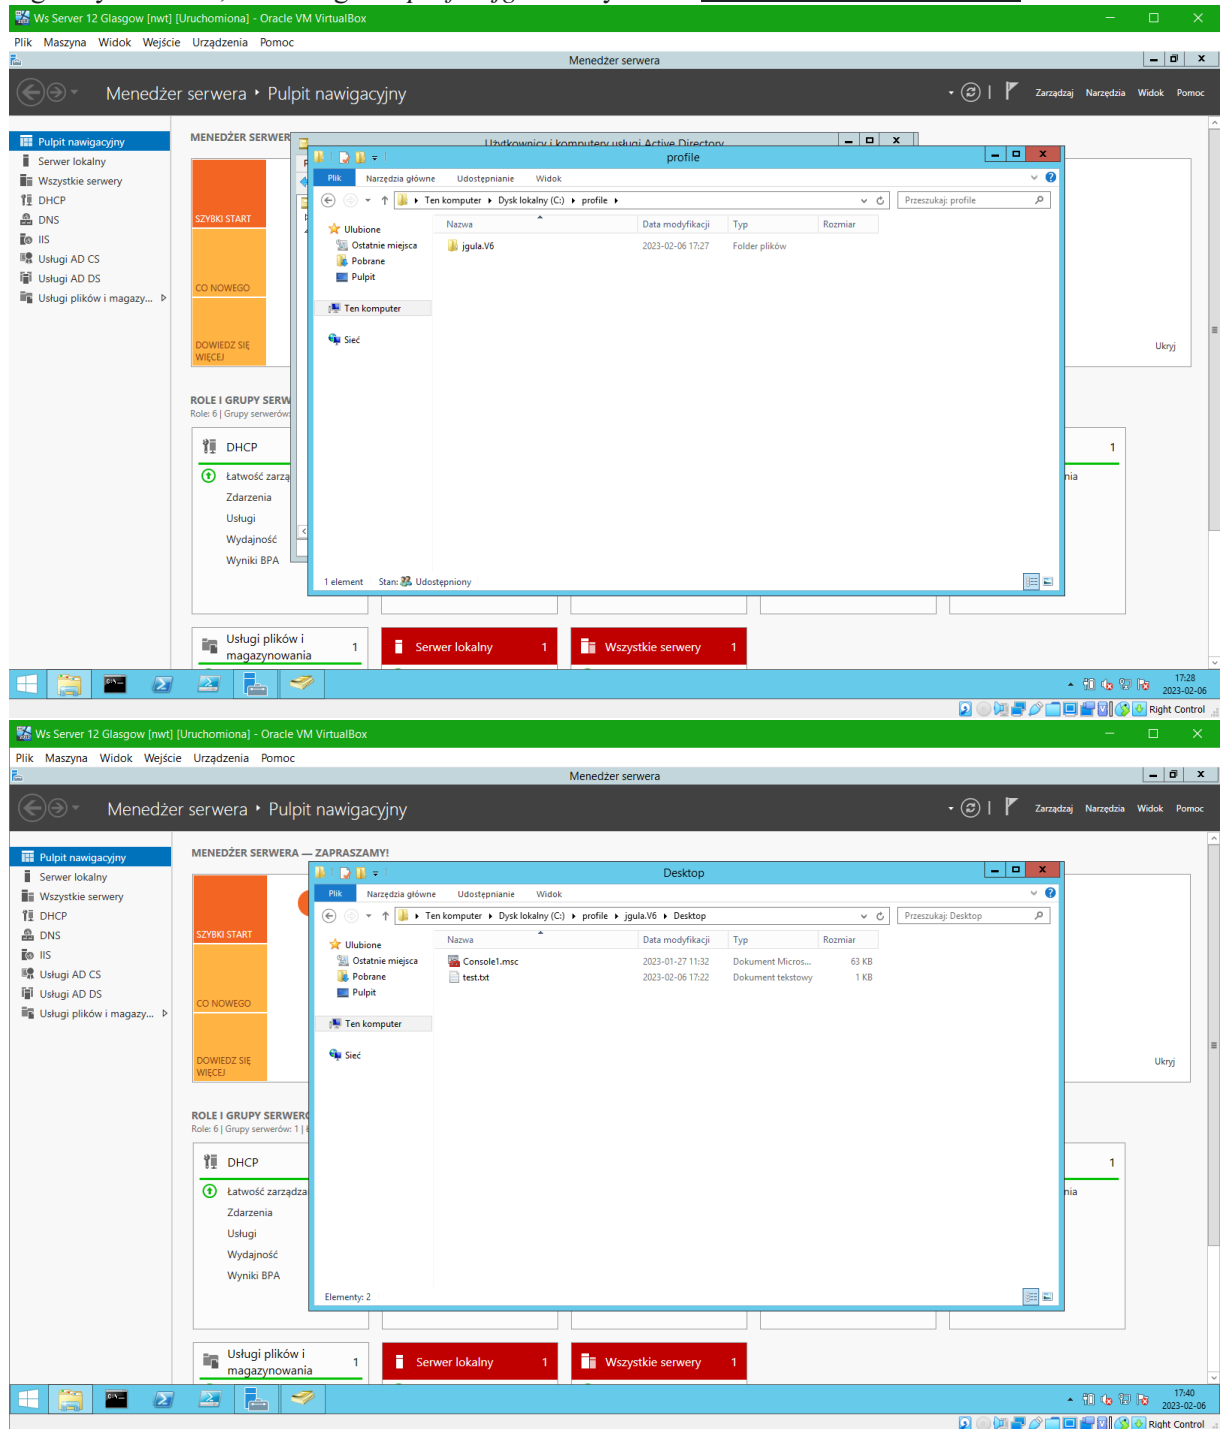 Ws Server 12 Glasgow [nwt] [Uruchomiona] - Oracle VM VirtualBox
Plik Maszyna Widok Wejście Urządzenia Pomoc
Menedżer serwera
Menedżer serwera • Pulpit nawigacyjny
Zarządzaj Narzędzia Widok Pomoc
Pulpit nawigacyjny
Serwer lokalny
Wszystkie serwery
DHCP
DNS
IIS
Usługi AD CS
Usługi AD DS
Usługi plików i magazy...
MENEDŻER SERWER
SZYBKI START
CO NOWEGO
DOWIEDZ SIĘ
WIĘCEJ
Ukryj
Użytkownicy i komputery usługi Active Directory
profile
Plik Narzędzia główne Udostępnianie Widok
Ten komputer Dysk lokalny (C:) profile
Przeszukaj: profile
Ulubione
Ostatnie miejsca
Pobrane
Pulpit
Ten komputer
Sieć
Nazwa Data modyfikacji Typ Rozmiar
jgula.V6 2023-02-06 17:27 Folder plików
1 element Stan: Udostępniony
ROLE I GRUPY SERW
Role: 6 | Grupy serwerów:
DHCP
Łatwość zarzą
Zdarzenia
Usługi
Wydajność
Wyniki BPA
1
nia
Usługi plików i
magazynowania 1
Serwer lokalny 1
Wszystkie serwery 1
17:28
2023-02-06
Right Control
Ws Server 12 Glasgow [nwt] [Uruchomiona] - Oracle VM VirtualBox
Plik Maszyna Widok Wejście Urządzenia Pomoc
Menedżer serwera
Menedżer serwera • Pulpit nawigacyjny
Zarządzaj Narzędzia Widok Pomoc
Pulpit nawigacyjny
Serwer lokalny
Wszystkie serwery
DHCP
DNS
IIS
Usługi AD CS
Usługi AD DS
Usługi plików i magazy...
MENEDŻER SERWERA — ZAPRASZAMY!
SZYBKI START
CO NOWEGO
DOWIEDZ SIĘ
WIĘCEJ
Ukryj
Desktop
Plik Narzędzia główne Udostępnianie Widok
Ten komputer Dysk lokalny (C:) profile jgula.V6 Desktop
Przeszukaj: Desktop
Ulubione
Ostatnie miejsca
Pobrane
Pulpit
Ten komputer
Sieć
Nazwa Data modyfikacji Typ Rozmiar
Console1.msc 2023-01-27 11:32 Dokument Micros... 63 KB
test.txt 2023-02-06 17:22 Dokument tekstowy 1 KB
Elementy: 2
ROLE I GRUPY SERWER
Role: 6 | Grupy serwerów: 1 |
DHCP
Łatwość zarządza
Zdarzenia
Usługi
Wydajność
Wyniki BPA
1
nia
Usługi plików i
magazynowania 1
Serwer lokalny 1
Wszystkie serwery 1
17:40
2023-02-06
Right Control